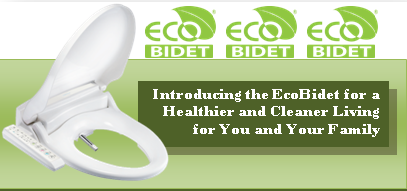 ECO ECO ECO
BIDET BIDET BIDET
Introducing the EcoBidet for a
Healthier and Cleaner Living
for You and Your Family